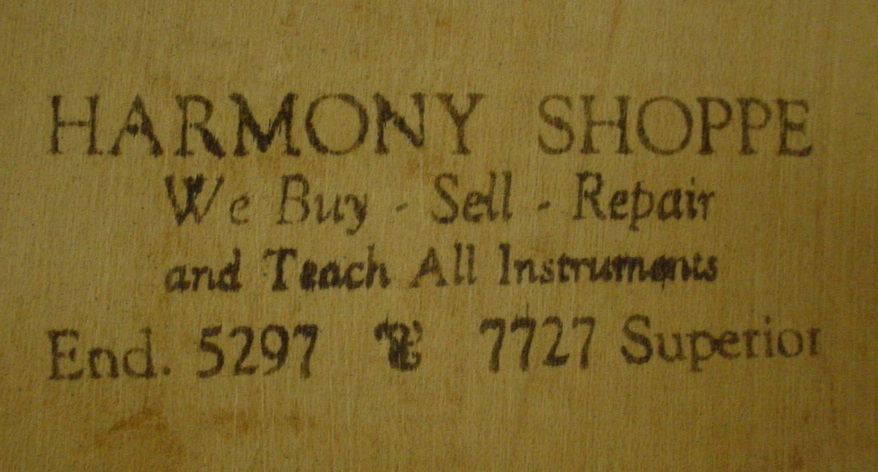 HARMONY SHOPPE
We Buy - Sell - Repair
and Teach All Instruments
End. 5297 7727 Superior